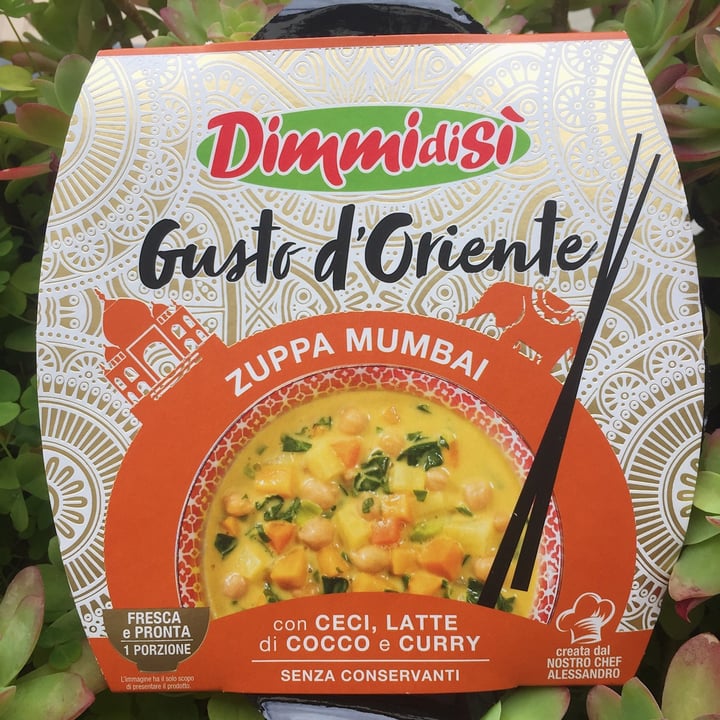 Dimmidisì
Gusto d'Oriente
ZUPPA MUMBAI
FRESCA
e PRONTA
1 PORZIONE
L'immagine ha il solo scopo
di presentare il prodotto.
con CECI, LATTE
di COCCO e CURRY
SENZA CONSERVANTI
creata dal
NOSTRO CHEF
ALESSANDRO